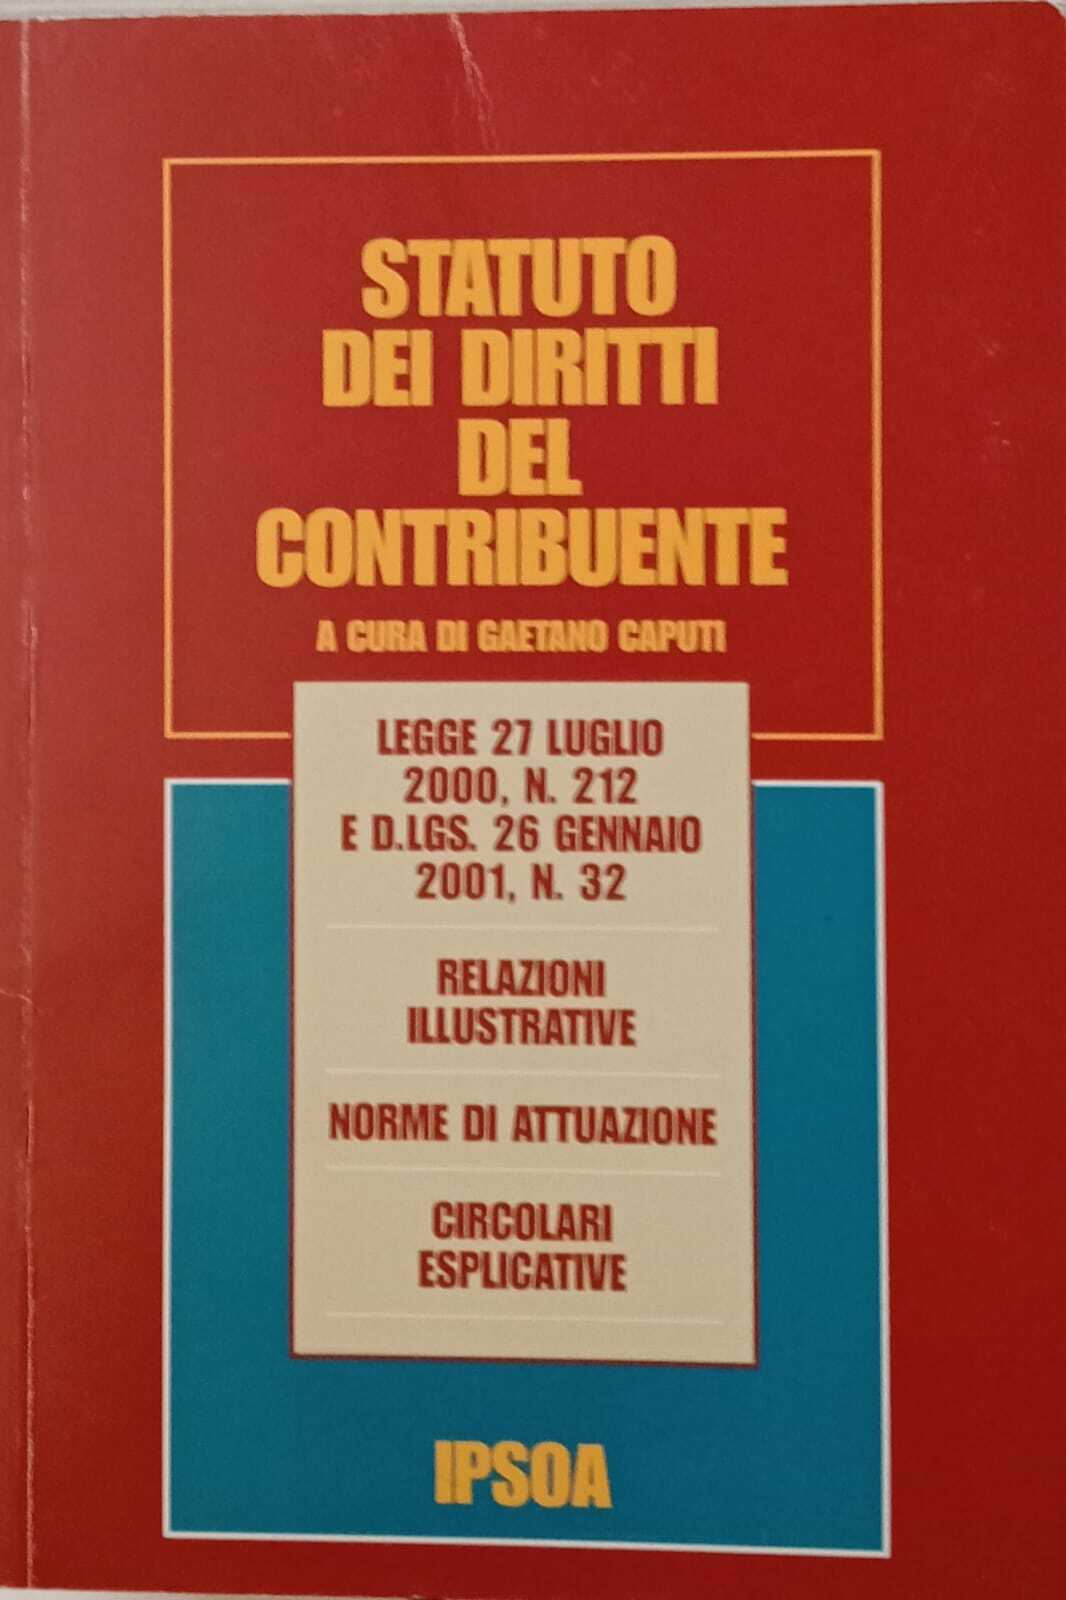 STATUTO
DEI DIRITTI
DEL
CONTRIBUENTE
A CURA DI GAETANO CAPUTI
LEGGE 27 LUGLIO
2000, N. 212
E D.LGS. 26 GENNAIO
2001, N. 32
RELAZIONI
ILLUSTRATIVE
NORME DI ATTUAZIONE
CIRCOLARI
ESPLICATIVE
IPSOA